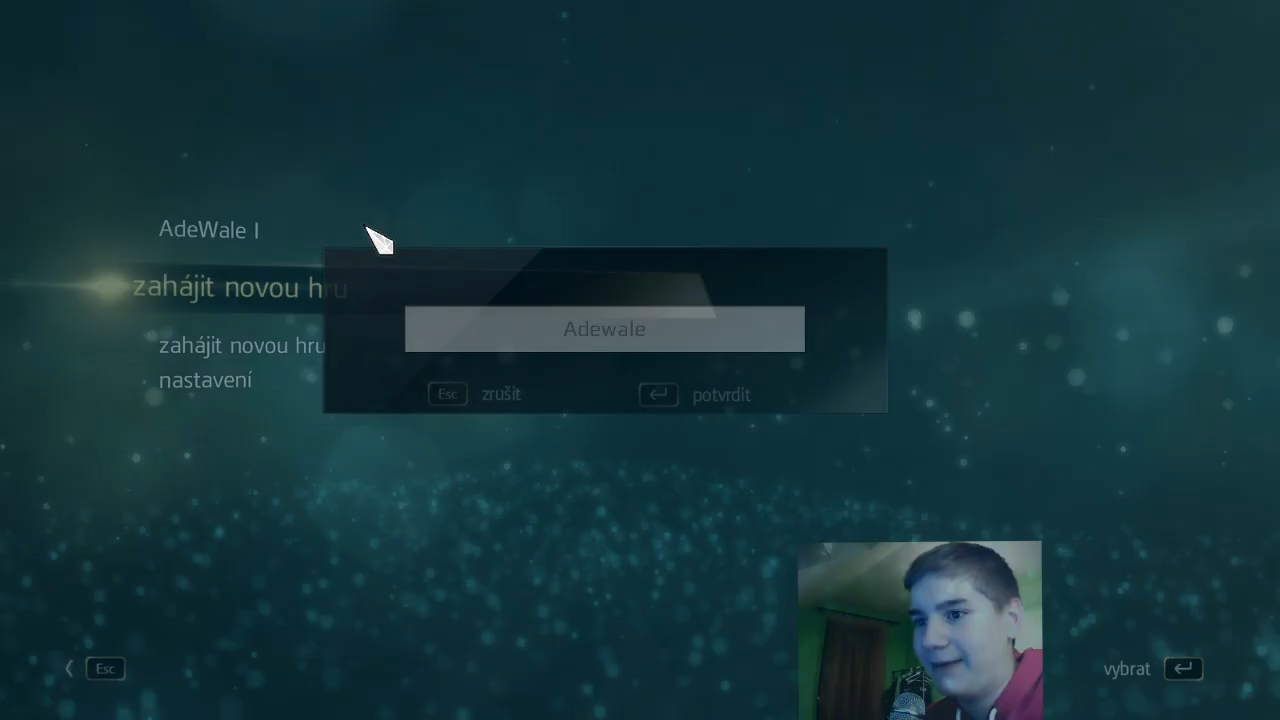 AdeWale I
zahájit novou hru
Adewale
zahájit novou hru
nastavení
Esc zrušit
potvrdit
Esc
vybrat